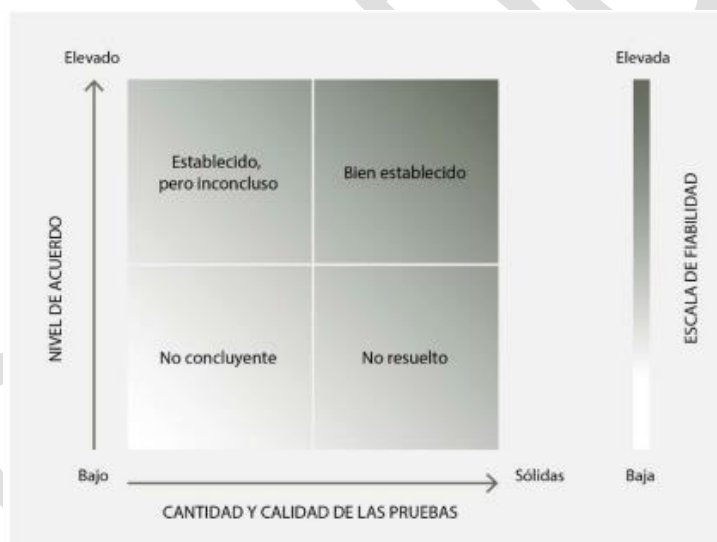 Elevado
Elevada
Establecido,
pero inconcluso
Bien establecido
NIVEL DE ACUERDO
ESCALA DE FIABILIDAD
No concluyente
No resuelto
Bajo
Sólidas
Baja
CANTIDAD Y CALIDAD DE LAS PRUEBAS